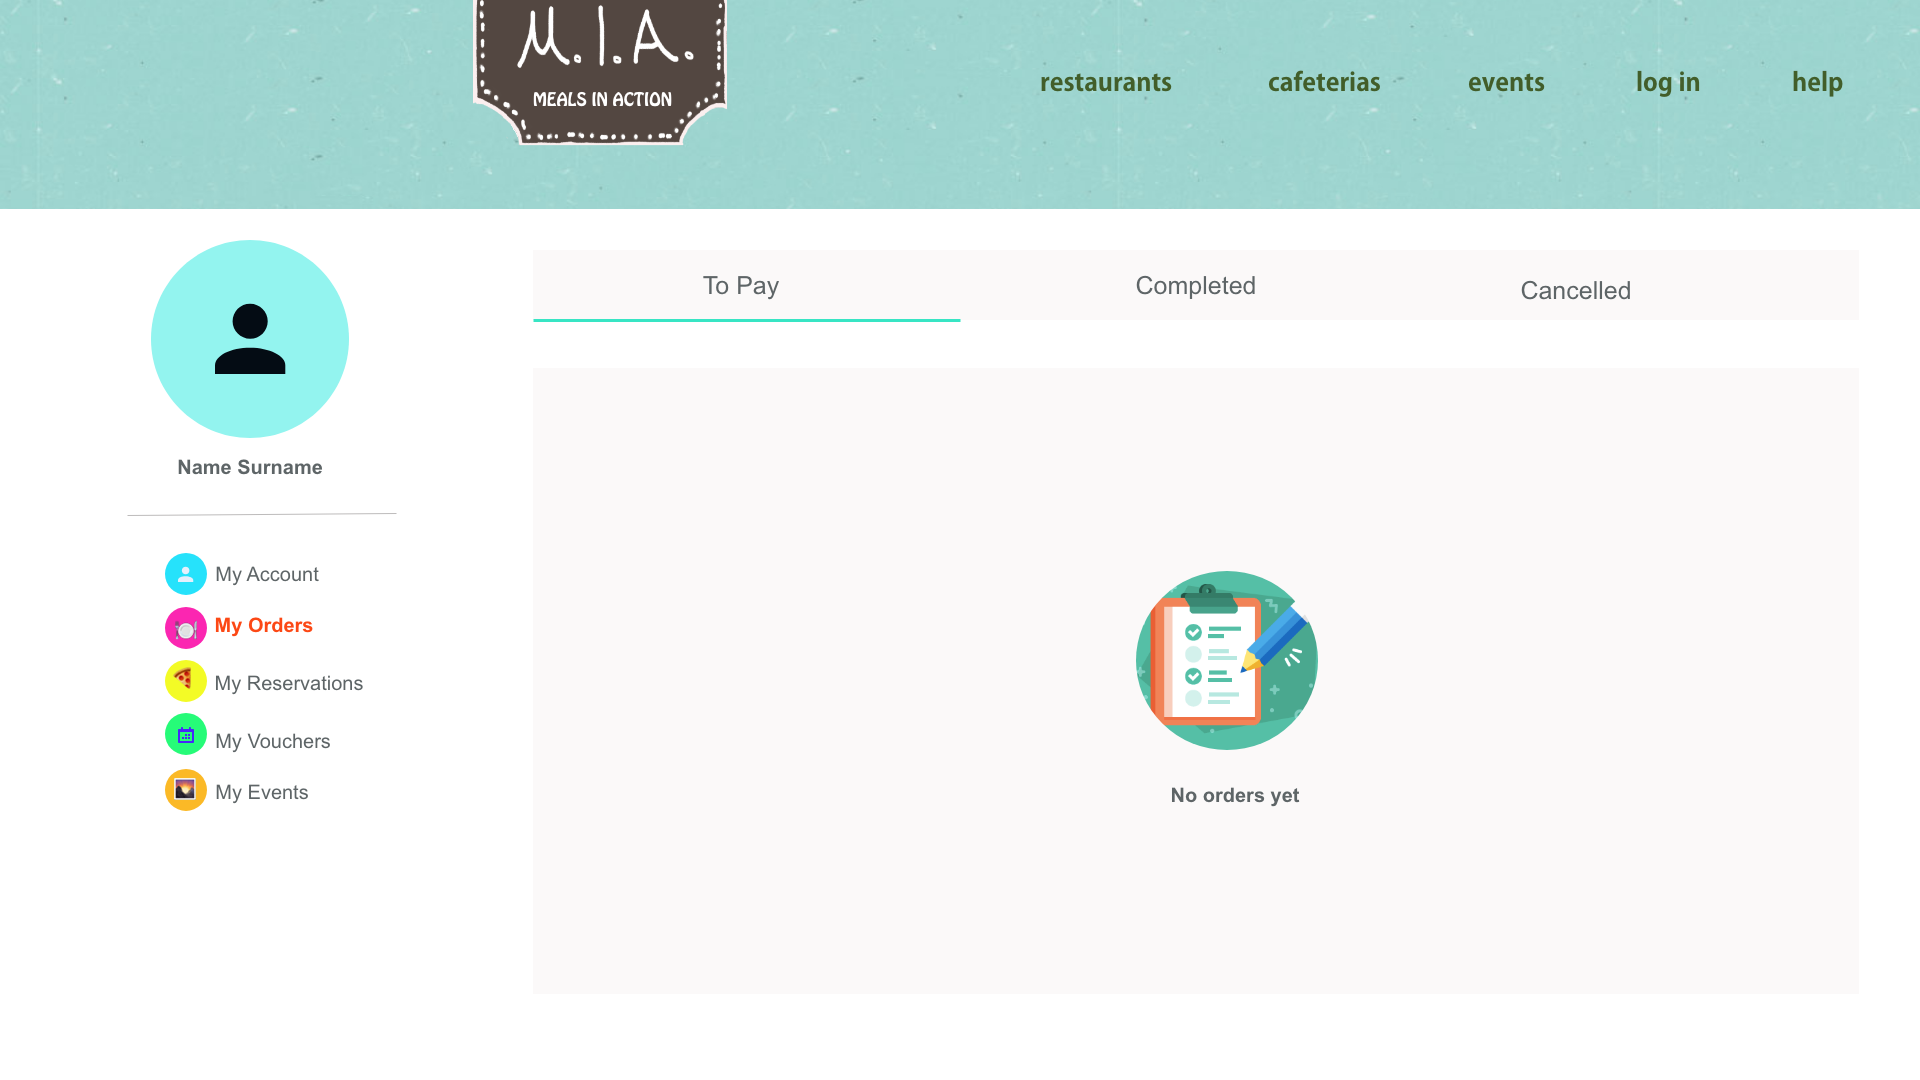 M.I.A.
MEALS IN ACTION
restaurants
cafeterias
events
log in
help
To Pay
Completed
Cancelled
Name Surname
My Account
My Orders
My Reservations
My Vouchers
My Events
No orders yet